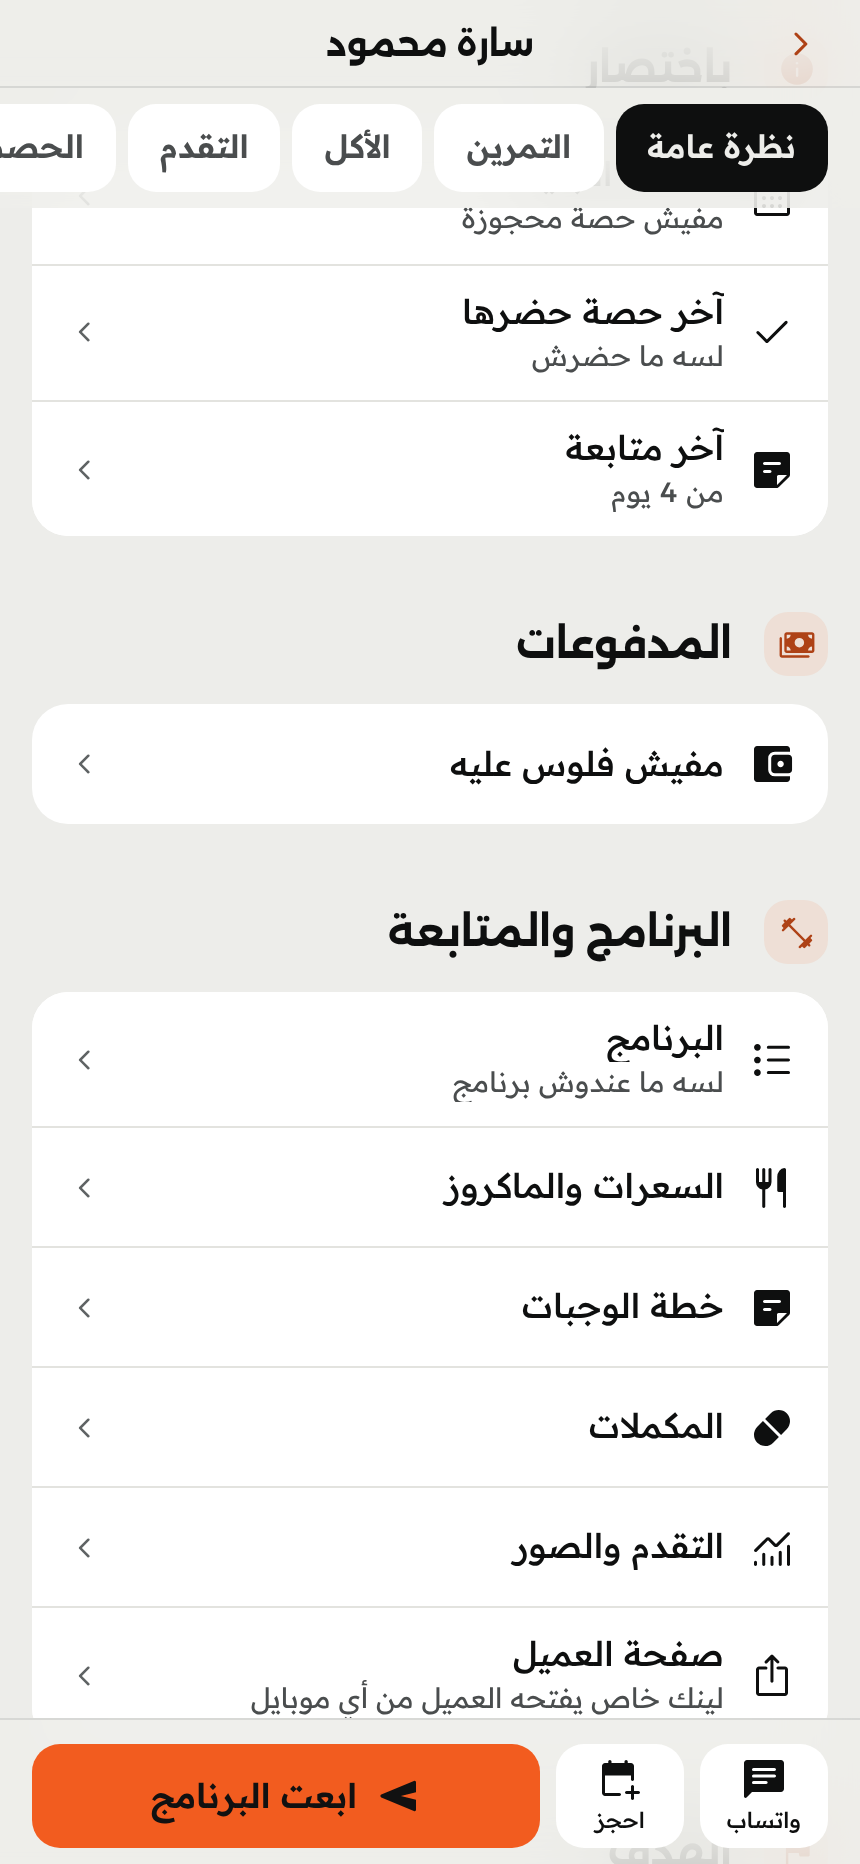 سارة محمود
باختصار
نظرة عامة
التمرين
الأكل
التقدم
مفيش حصة محجوزة
آخر حصة حضرها
لسه ما حضرش
آخر متابعة
من 4 يوم
المدفوعات
مفيش فلوس عليه
البرنامج والمتابعة
البرنامج
لسه ما عندوش برنامج
السعرات والماكروز
خطة الوجبات
المكملات
التقدم والصور
صفحة العميل
لينك خاص يفتحه العميل من أي موبايل
واتساب
احجز
ابعت البرنامج
الهدف